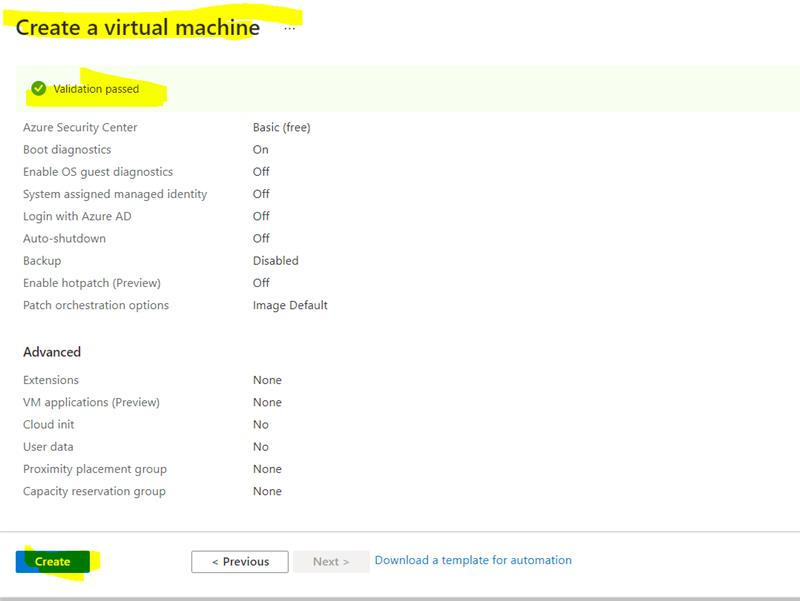 Create a virtual machine ...
Validation passed
Azure Security Center Basic (free)
Boot diagnostics On
Enable OS guest diagnostics Off
System assigned managed identity Off
Login with Azure AD Off
Auto-shutdown Off
Backup Disabled
Enable hotpatch (Preview) Off
Patch orchestration options Image Default
Advanced
Extensions None
VM applications (Preview) None
Cloud init No
User data No
Proximity placement group None
Capacity reservation group None
Create < Previous Next > Download a template for automation